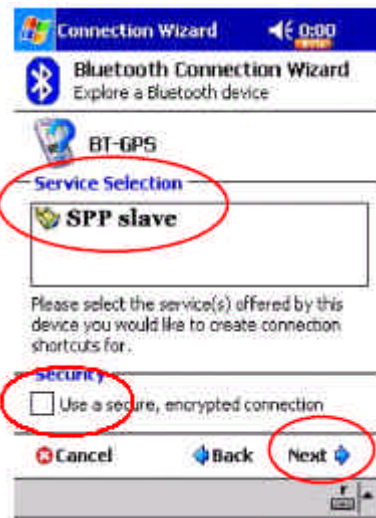 Connection Wizard 0:00
Bluetooth Connection Wizard
Explore a Bluetooth device
BT-GPS
Service Selection
SPP slave
Please select the service(s) offered by this
device you would like to create connection
shortcuts for.
Security
Use a secure, encrypted connection
Cancel Back Next